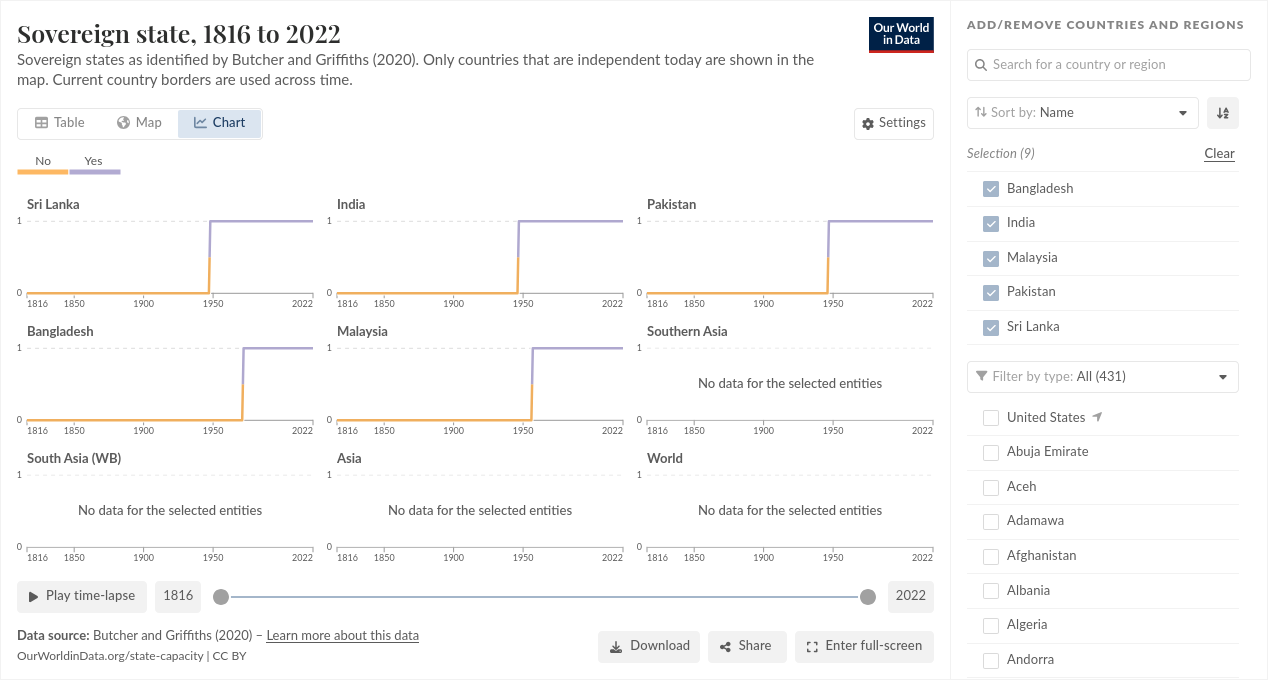 Sovereign state, 1816 to 2022
Sovereign states as identified by Butcher and Griffiths (2020). Only countries that are independent today are shown in the
map. Current country borders are used across time.
Our World
in Data
Table
Map
Chart
Settings
No
Yes
Sri Lanka
1
0
1816 1850 1900 1950 2022
India
1
0
1816 1850 1900 1950 2022
Pakistan
1
0
1816 1850 1900 1950 2022
Bangladesh
1
0
1816 1850 1900 1950 2022
Malaysia
1
0
1816 1850 1900 1950 2022
Southern Asia
1
No data for the selected entities
0
1816 1850 1900 1950 2022
South Asia (WB)
1
No data for the selected entities
0
1816 1850 1900 1950 2022
Asia
1
No data for the selected entities
0
1816 1850 1900 1950 2022
World
1
No data for the selected entities
0
1816 1850 1900 1950 2022
Play time-lapse
1816
2022
Data source: Butcher and Griffiths (2020) – Learn more about this data
OurWorldinData.org/state-capacity | CC BY
Download
Share
Enter full-screen
ADD/REMOVE COUNTRIES AND REGIONS
Search for a country or region
Sort by: Name
Selection (9)
Clear
Bangladesh
India
Malaysia
Pakistan
Sri Lanka
Filter by type: All (431)
United States
Abuja Emirate
Aceh
Adamawa
Afghanistan
Albania
Algeria
Andorra